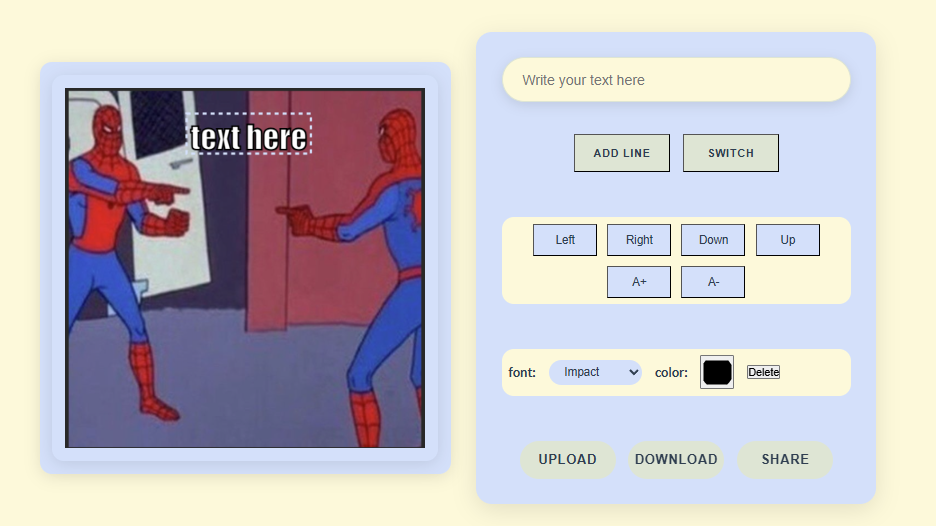 text here
Write your text here
ADD LINE SWITCH
Left Right Down Up
A+ A-
font: Impact color: Delete
UPLOAD DOWNLOAD SHARE